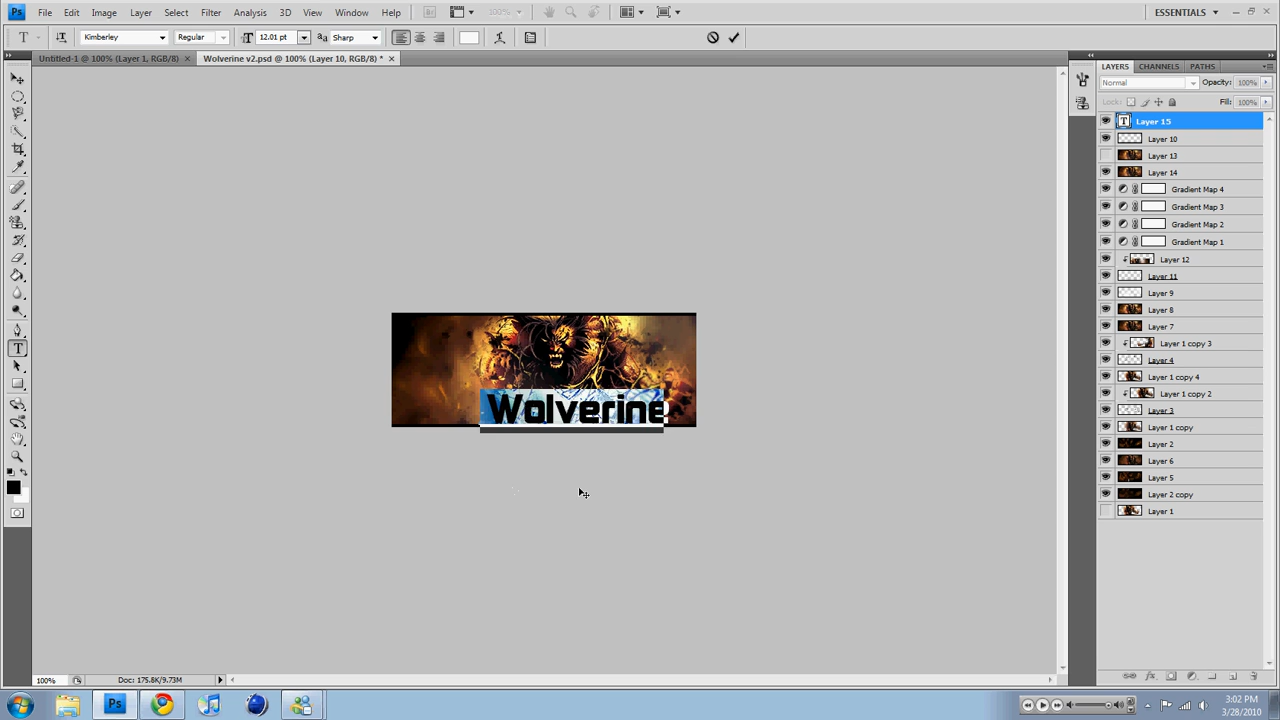 File Edit Image Layer Select Filter Analysis 3D View Window Help 100% ESSENTIALS
Kimberley Regular 12.01 pt Sharp
Untitled-1 @ 100% (Layer 1, RGB/8) Wolverine v2.psd @ 100% (Layer 10, RGB/8) *
LAYERS CHANNELS PATHS
Normal Opacity: 100%
Lock: Fill: 100%
Layer 15
Layer 10
Layer 13
Layer 14
Gradient Map 4
Gradient Map 3
Gradient Map 2
Gradient Map 1
Layer 12
Layer 11
Layer 9
Layer 8
Layer 7
Layer 1 copy 3
Layer 4
Layer 1 copy 4
Layer 1 copy 2
Layer 3
Layer 1 copy
Layer 2
Layer 6
Layer 5
Layer 2 copy
Layer 1
Wolverine
100% Doc: 175.8K/9.73M
Ps
3:02 PM
3/28/2010